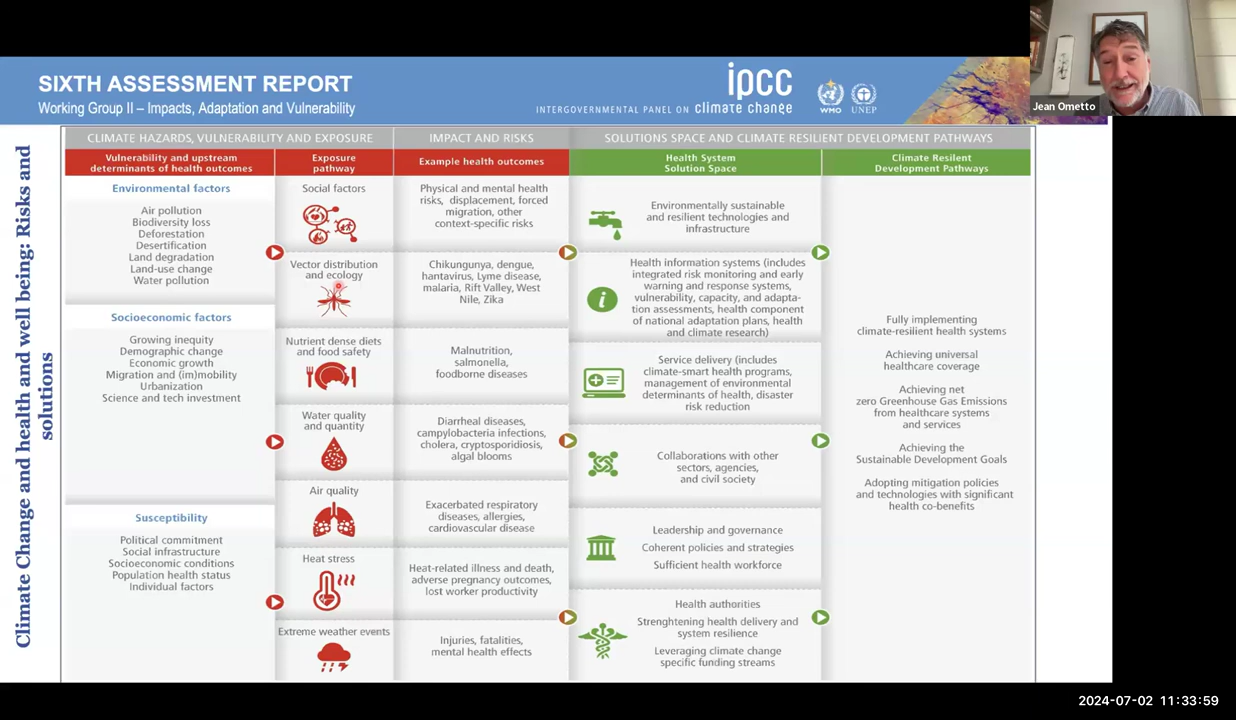 SIXTH ASSESSMENT REPORT
Working Group II – Impacts, Adaptation and Vulnerability
ipcc
INTERGOVERNMENTAL PANEL ON climate change
WMO
UNEP
Jean Ometto
Climate Change and health and well being: Risks and
solutions
CLIMATE HAZARDS, VULNERABILITY AND EXPOSURE
IMPACT AND RISKS
SOLUTIONS SPACE AND CLIMATE RESILIENT DEVELOPMENT PATHWAYS
Vulnerability and upstream
determinants of health outcomes
Exposure
pathway
Example health outcomes
Health System
Solution Space
Climate Resilent
Development Pathways
Environmental factors
Air pollution
Biodiversity loss
Deforestation
Desertification
Land degradation
Land-use change
Water pollution
Socioeconomic factors
Growing inequity
Demographic change
Economic growth
Migration and (im)mobility
Urbanization
Science and tech investment
Susceptibility
Political commitment
Social infrastructure
Socioeconomic conditions
Population health status
Individual factors
Social factors
Vector distribution
and ecology
Nutrient dense diets
and food safety
Water quality
and quantity
Air quality
Heat stress
Extreme weather events
Physical and mental health
risks, displacement, forced
migration, other
context-specific risks
Chikungunya, dengue,
hantavirus, Lyme disease,
malaria, Rift Valley, West
Nile, Zika
Malnutrition,
salmonella,
foodborne diseases
Diarrheal diseases,
campylobacteria infections,
cholera, cryptosporidiosis,
algal blooms
Exacerbated respiratory
diseases, allergies,
cardiovascular disease
Heat-related illness and death,
adverse pregnancy outcomes,
lost worker productivity
Injuries, fatalities,
mental health effects
Environmentally sustainable
and resilient technologies and
infrastructure
Health information systems (includes
integrated risk monitoring and early
warning and response systems,
vulnerability, capacity, and adapta-
tion assessments, health component
of national adaptation plans, health
and climate research)
Service delivery (includes
climate-smart health programs,
management of environmental
determinants of health, disaster
risk reduction)
Collaborations with other
sectors, agencies,
and civil society
Leadership and governance
Coherent policies and strategies
Sufficient health workforce
Health authorities
Strenghtening health delivery and
system resilience
Leveraging climate change
specific funding streams
Fully implementing
climate-resilient health systems
Achieving universal
healthcare coverage
Achieving net
zero Greenhouse Gas Emissions
from healthcare systems
and services
Achieving the
Sustainable Development Goals
Adopting mitigation policies
and technologies with significant
health co-benefits
2024-07-02 11:33:59